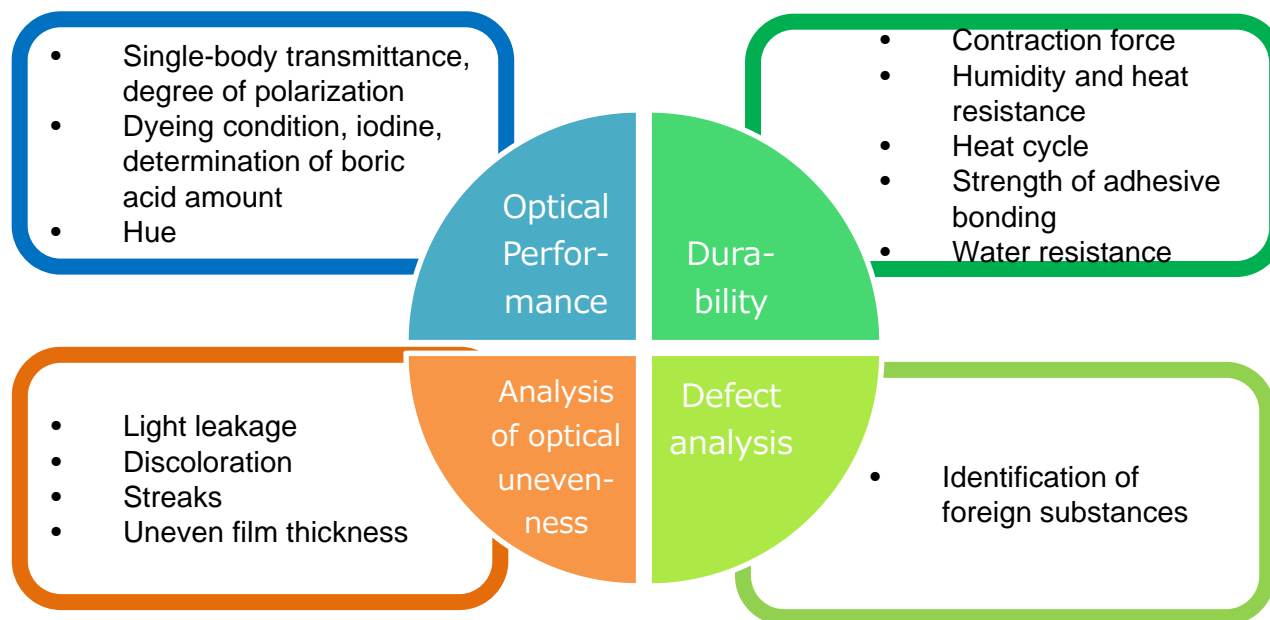 • Single-body transmittance,
degree of polarization
• Dyeing condition, iodine,
determination of boric
acid amount
• Hue
• Contraction force
• Humidity and heat
resistance
• Heat cycle
• Strength of adhesive
bonding
• Water resistance
Optical
Perfor-
mance
Dura-
bility
Analysis
of optical
uneven-
ness
Defect
analysis
• Light leakage
• Discoloration
• Streaks
• Uneven film thickness
• Identification of
foreign substances